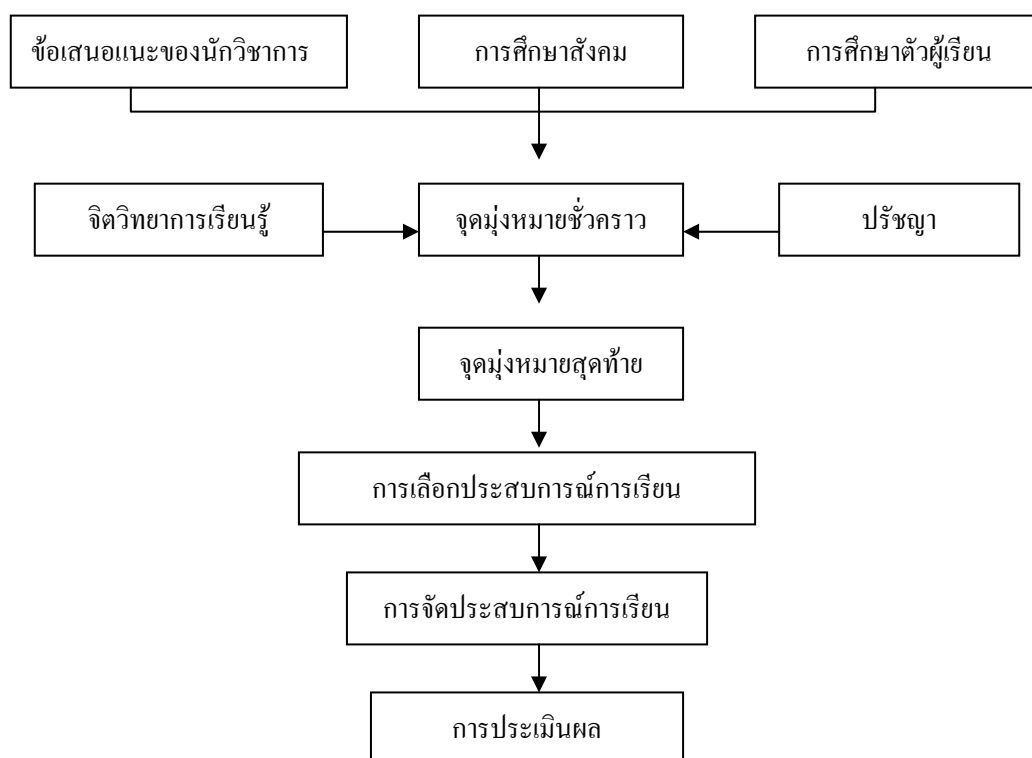 ข้อเสนอแนะของนักวิชาการ
การศึกษาสังคม
การศึกษาตัวผู้เรียน
จิตวิทยาการเรียนรู้
จุดมุ่งหมายชั่วคราว
ปรัชญา
จุดมุ่งหมายสุดท้าย
การเลือกประสบการณ์การเรียน
การจัดประสบการณ์การเรียน
การประเมินผล